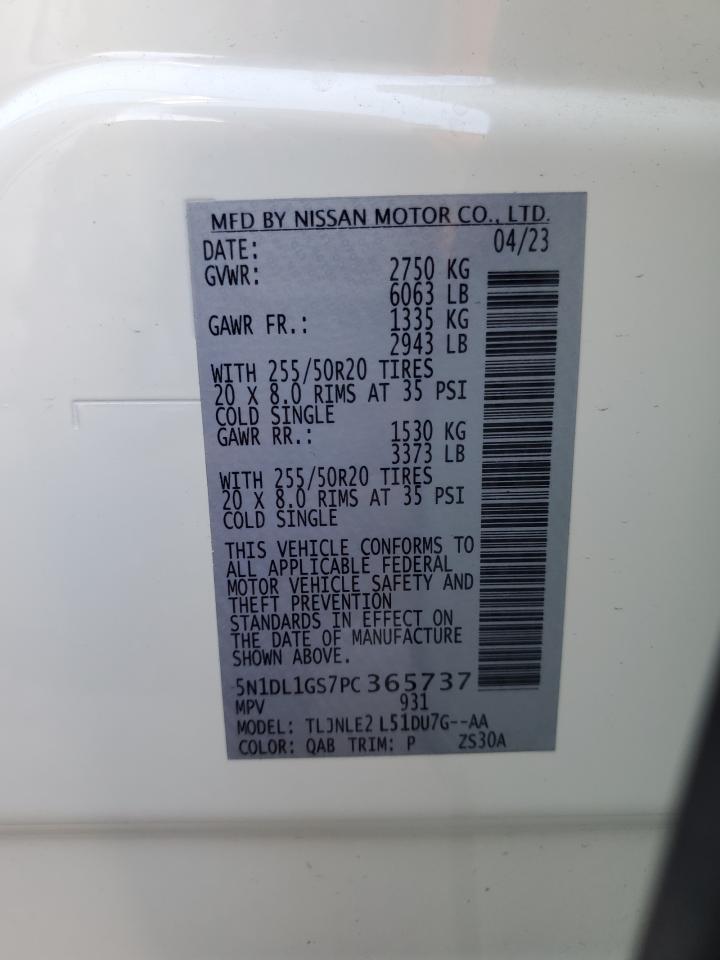 MFD BY NISSAN MOTOR CO., LTD.
DATE: 04/23
GVWR: 2750 KG
6063 LB
GAWR FR.: 1335 KG
2943 LB
WITH 255/50R20 TIRES
20 X 8.0 RIMS AT 35 PSI
COLD SINGLE
GAWR RR.: 1530 KG
3373 LB
WITH 255/50R20 TIRES
20 X 8.0 RIMS AT 35 PSI
COLD SINGLE
THIS VEHICLE CONFORMS TO
ALL APPLICABLE FEDERAL
MOTOR VEHICLE SAFETY AND
THEFT PREVENTION
STANDARDS IN EFFECT ON
THE DATE OF MANUFACTURE
SHOWN ABOVE.
5N1DL1GS7PC365737
MPV 931
MODEL: TLJNLE2 L51DU7G--AA
COLOR: QAB TRIM: P ZS30A